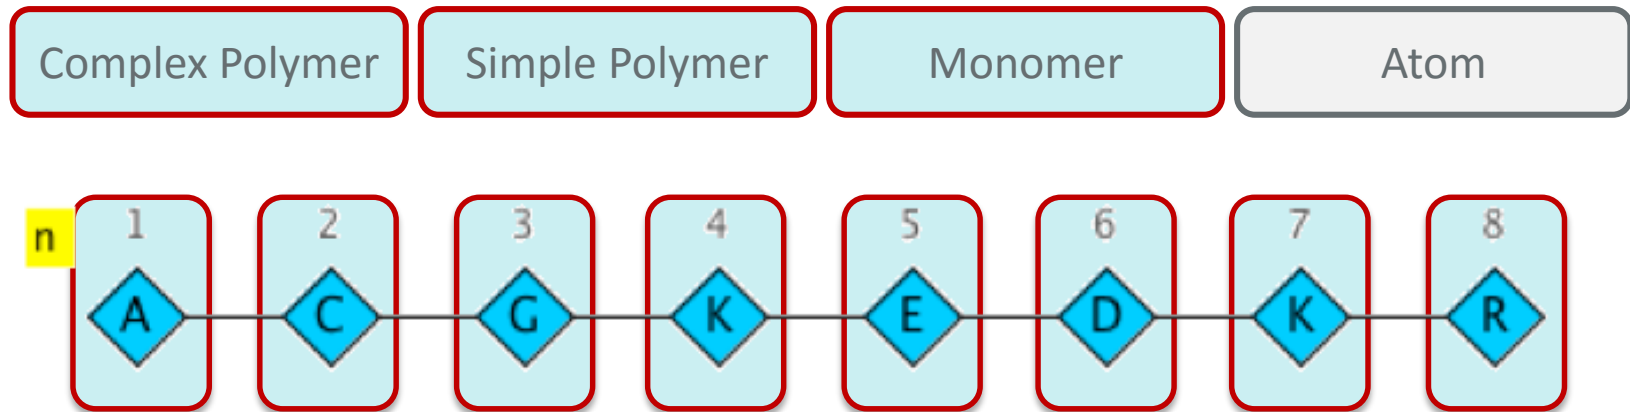 Complex Polymer Simple Polymer Monomer Atom
n 1 2 3 4 5 6 7 8
A C G K E D K R